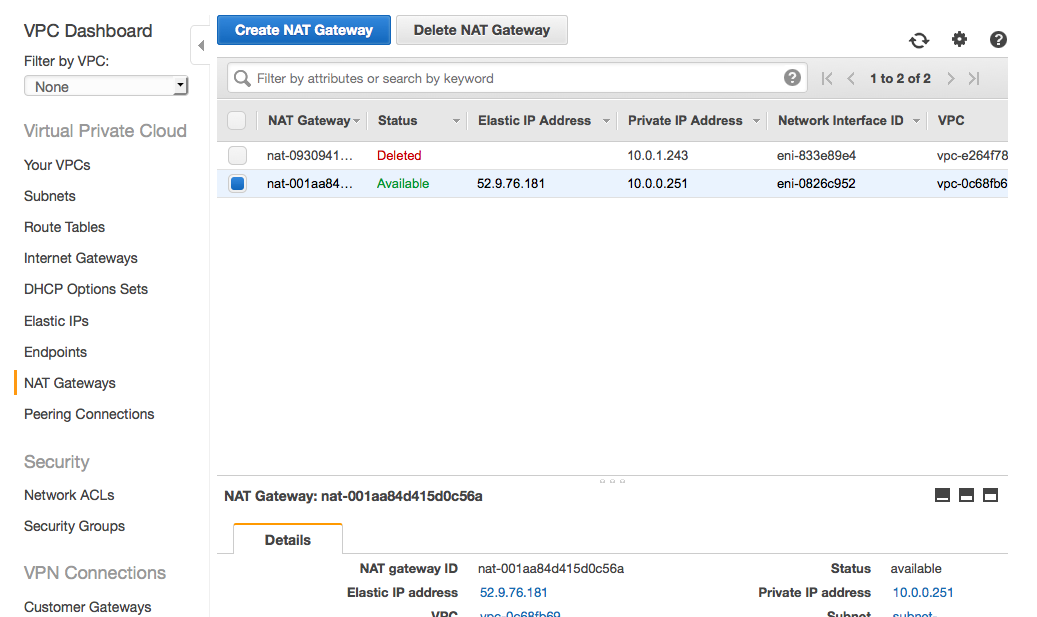 VPC Dashboard
Filter by VPC:
None
Virtual Private Cloud
Your VPCs
Subnets
Route Tables
Internet Gateways
DHCP Options Sets
Elastic IPs
Endpoints
NAT Gateways
Peering Connections
Security
Network ACLs
Security Groups
VPN Connections
Customer Gateways
Create NAT Gateway Delete NAT Gateway
Filter by attributes or search by keyword 1 to 2 of 2
NAT Gateway Status Elastic IP Address Private IP Address Network Interface ID VPC
nat-0930941... Deleted 10.0.1.243 eni-833e89e4 vpc-e264f78
nat-001aa84... Available 52.9.76.181 10.0.0.251 eni-0826c952 vpc-0c68fb6
NAT Gateway: nat-001aa84d415d0c56a
Details
NAT gateway ID nat-001aa84d415d0c56a Status available
Elastic IP address 52.9.76.181 Private IP address 10.0.0.251
VPC vpc-0c68fb69 Subnet subnet-